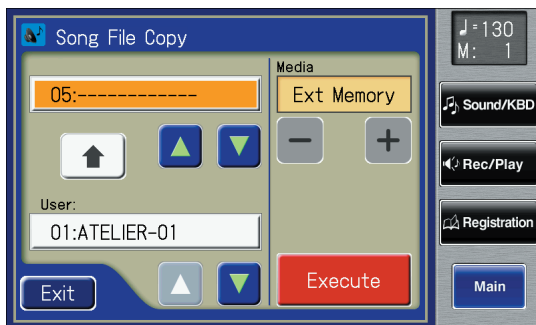 Song File Copy
05:------------
User:
01:ATELIER-01
Exit
Media
Ext Memory
− +
Execute
♩=130
M: 1
Sound/KBD
Rec/Play
Registration
Main